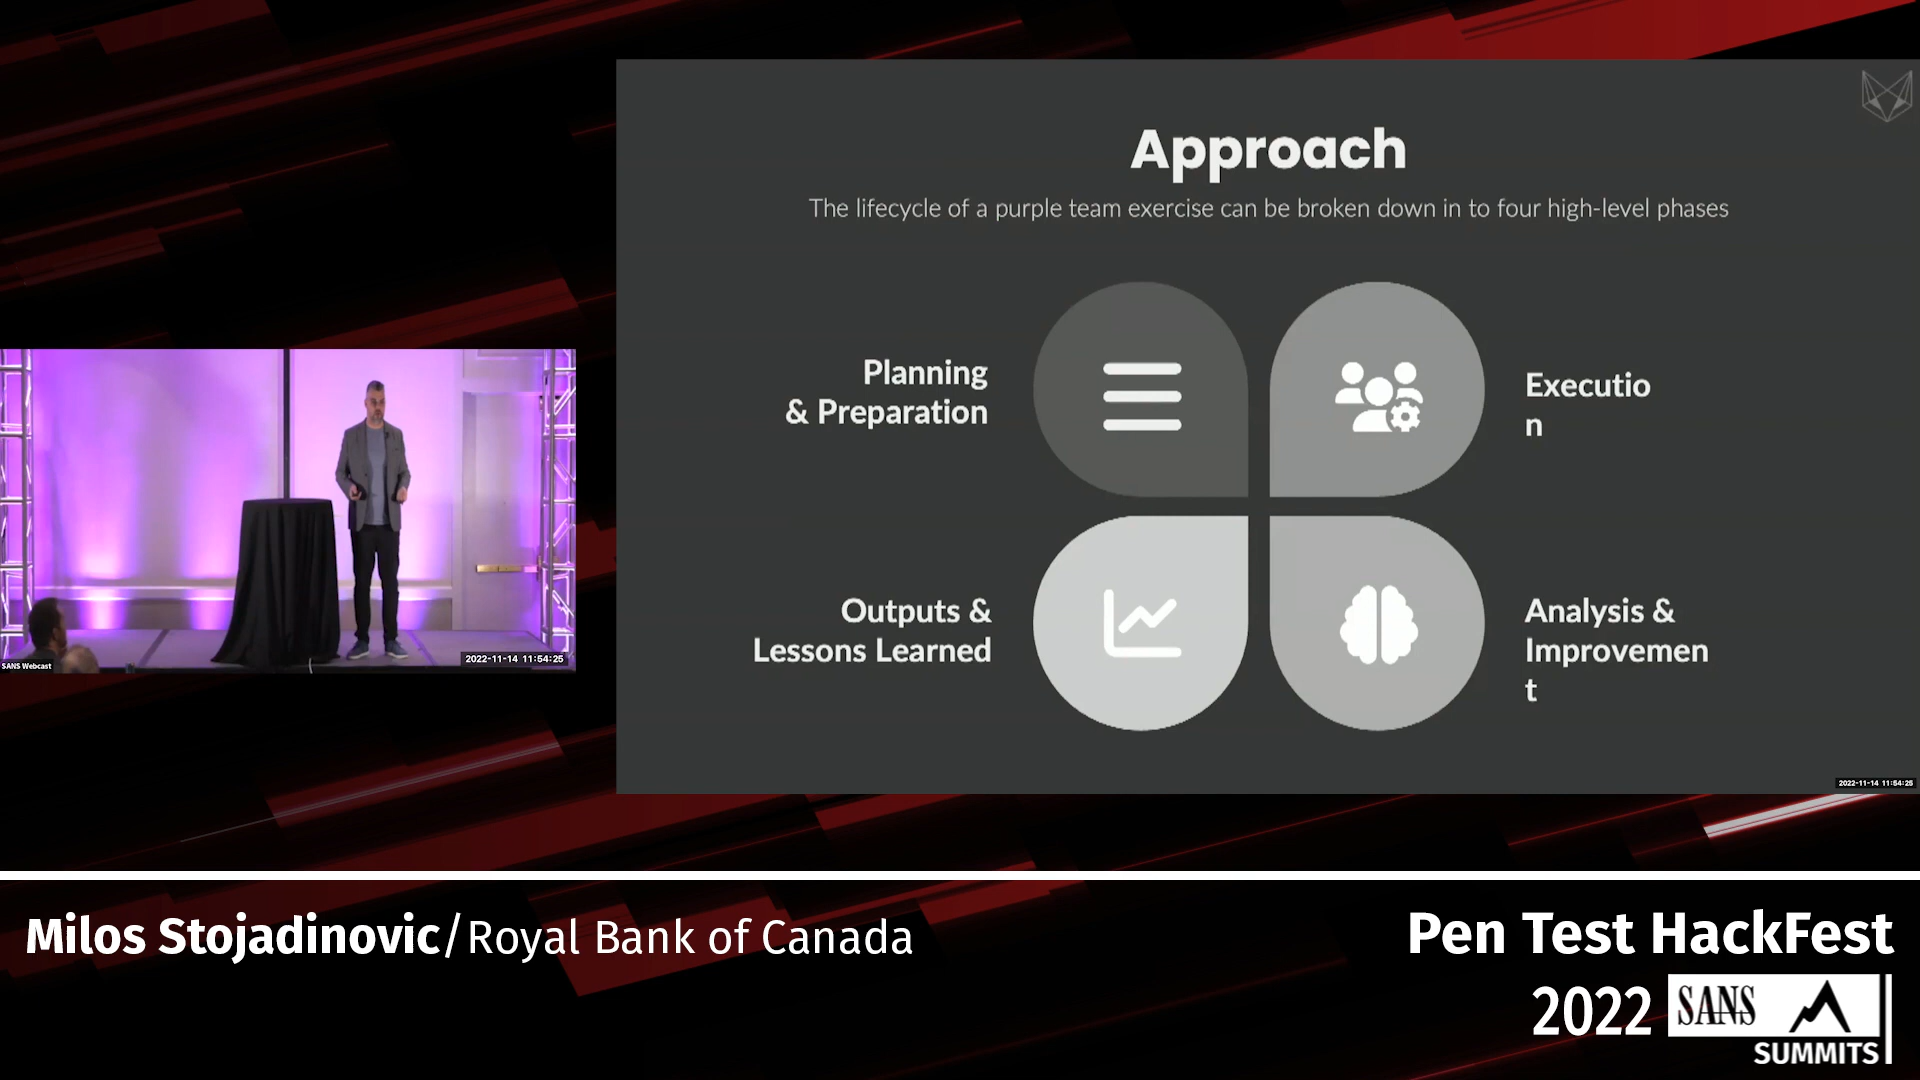 Approach
The lifecycle of a purple team exercise can be broken down in to four high-level phases
Planning
& Preparation
Executio
n
Outputs &
Lessons Learned
Analysis &
Improvemen
t
SANS Webcast
2022-11-14 11:54:25
2022-11-14 11:54:25
Milos Stojadinovic/Royal Bank of Canada
Pen Test HackFest
2022
SANS
SUMMITS